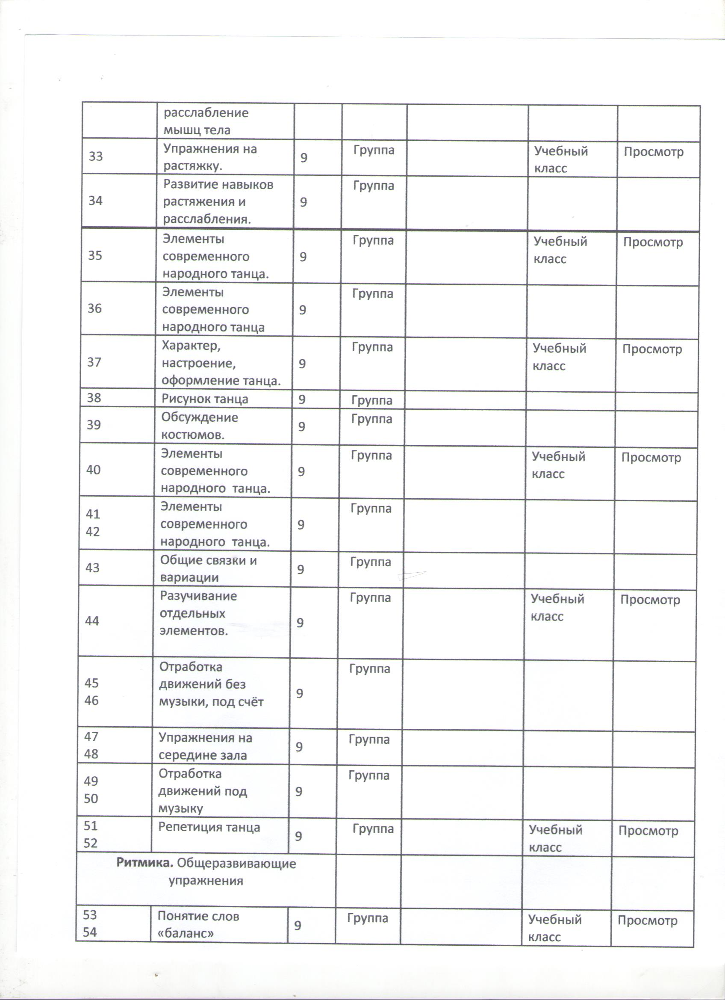 расслабление
мышц тела
33
Упражнения на
растяжку.
9
Группа
Учебный
класс
Просмотр
34
Развитие навыков
растяжения и
расслабления.
9
Группа
35
Элементы
современного
народного танца.
9
Группа
Учебный
класс
Просмотр
36
Элементы
современного
народного танца
9
Группа
37
Характер,
настроение,
оформление танца.
9
Группа
Учебный
класс
Просмотр
38
Рисунок танца
9
Группа
39
Обсуждение
костюмов.
9
Группа
40
Элементы
современного
народного  танца.
9
Группа
Учебный
класс
Просмотр
41
42
Элементы
современного
народного  танца.
9
Группа
43
Общие связки и
вариации
9
Группа
44
Разучивание
отдельных
элементов.
9
Группа
Учебный
класс
Просмотр
45
46
Отработка
движений без
музыки, под счёт
9
Группа
47
48
Упражнения на
середине зала
9
Группа
49
50
Отработка
движений под
музыку
9
Группа
51
52
Репетиция танца
9
Группа
Учебный
класс
Просмотр
Ритмика. Общеразвивающие
упражнения
53
54
Понятие слов
«баланс»
9
Группа
Учебный
класс
Просмотр